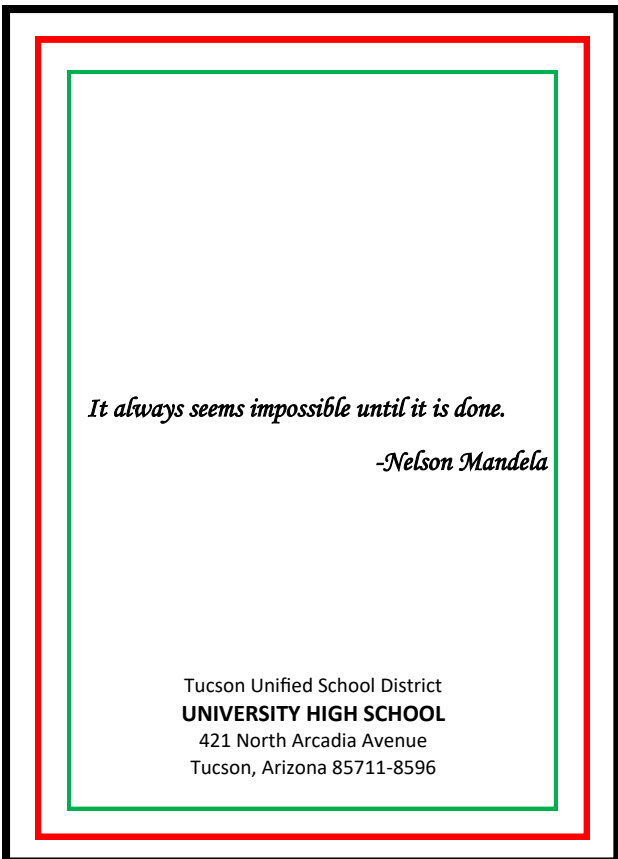 It always seems impossible until it is done.
-Nelson Mandela
Tucson Unified School District
UNIVERSITY HIGH SCHOOL
421 North Arcadia Avenue
Tucson, Arizona 85711-8596